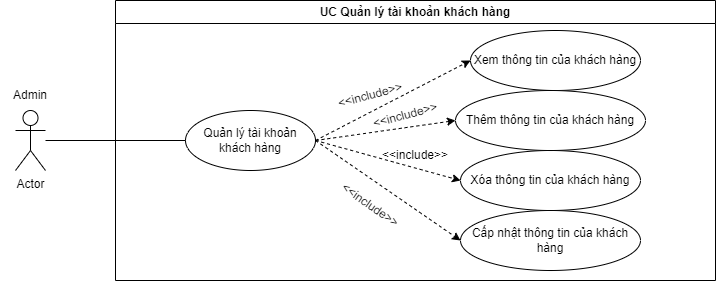 UC Quản lý tài khoản khách hàng
Admin
Actor
Quản lý tài khoản
khách hàng
<<include>>
<<include>>
<<include>>
<<include>>
Xem thông tin của khách hàng
Thêm thông tin của khách hàng
Xóa thông tin của khách hàng
Cấp nhật thông tin của khách
hàng